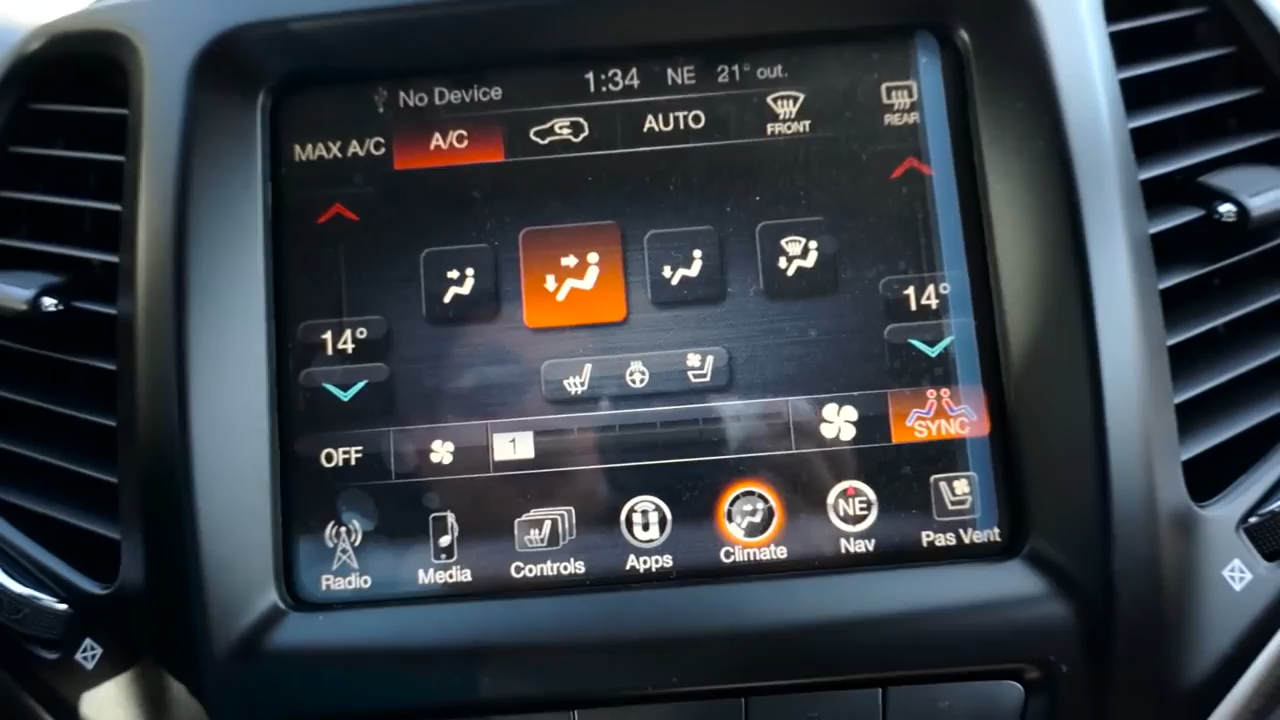 No Device 1:34 NE 21° out.
MAX A/C A/C AUTO FRONT REAR
14° 14°
OFF 1 SYNC
NE
Radio Media Controls Apps Climate Nav Pas Vent